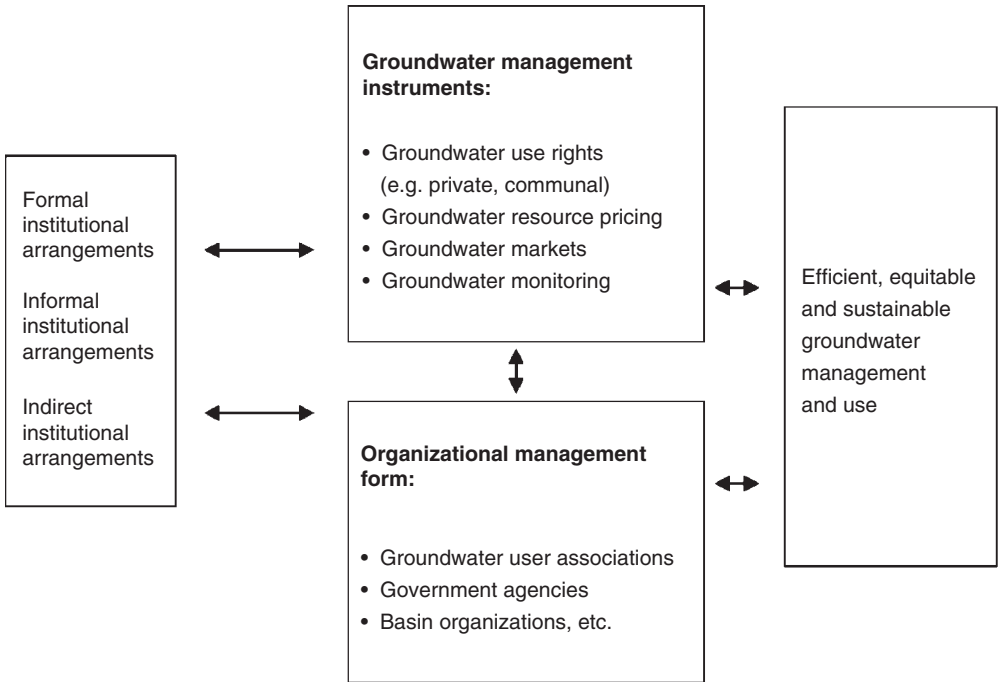 Formal
institutional
arrangements
Informal
institutional
arrangements
Indirect
institutional
arrangements
Groundwater management
instruments:
• Groundwater use rights
(e.g. private, communal)
• Groundwater resource pricing
• Groundwater markets
• Groundwater monitoring
Organizational management
form:
• Groundwater user associations
• Government agencies
• Basin organizations, etc.
Efficient, equitable
and sustainable
groundwater
management
and use